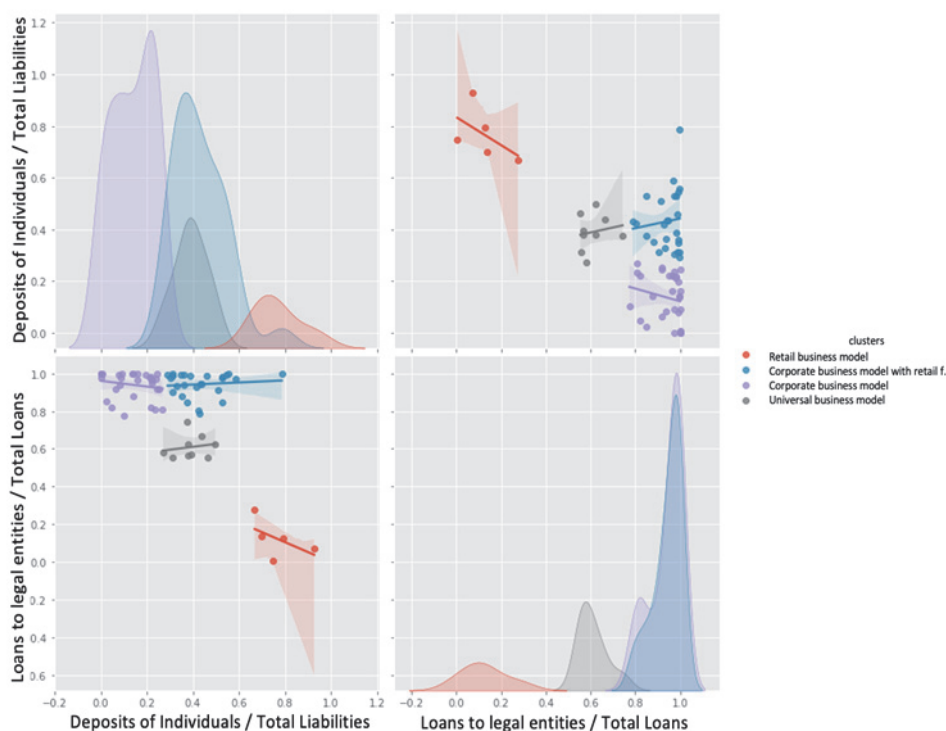 Deposits of Individuals / Total Liabilities
1.2
1.0
0.8
0.6
0.4
0.2
0.0
Loans to legal entities / Total Loans
1.0
0.8
0.6
0.4
0.2
0.0
0.2
0.4
0.6
−0.2 0.0 0.2 0.4 0.6 0.8 1.0 1.2
Deposits of Individuals / Total Liabilities
−0.2 0.0 0.2 0.4 0.6 0.8 1.0
Loans to legal entities / Total Loans
clusters
Retail business model
Corporate business model with retail f.
Corporate business model
Universal business model